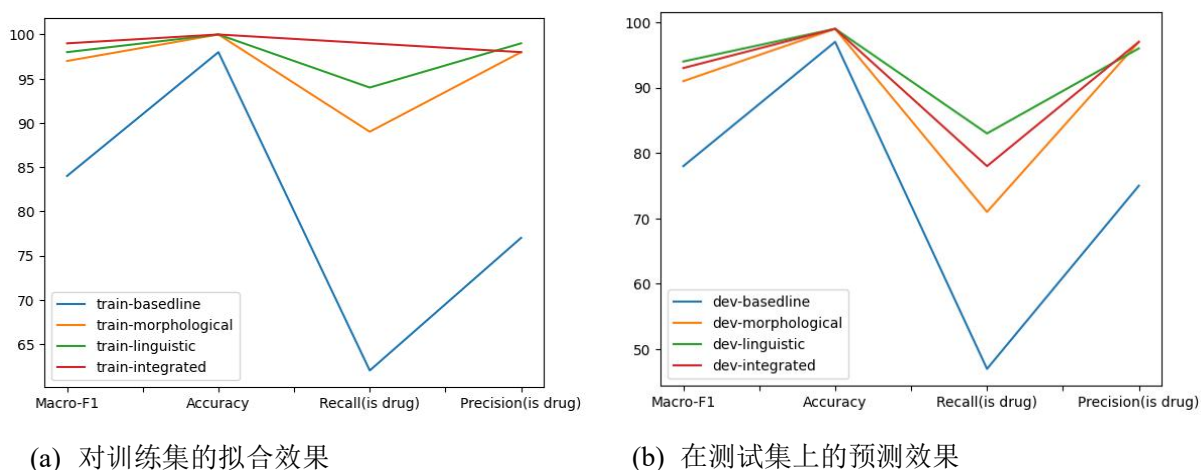 100
95
90
85
80
75
70
65
train-basedline
train-morphological
train-linguistic
train-integrated
Macro-F1 Accuracy Recall(is drug) Precision(is drug)
(a) 对训练集的拟合效果
100
90
80
70
60
50
dev-basedline
dev-morphological
dev-linguistic
dev-integrated
Macro-F1 Accuracy Recall(is drug) Precision(is drug)
(b) 在测试集上的预测效果